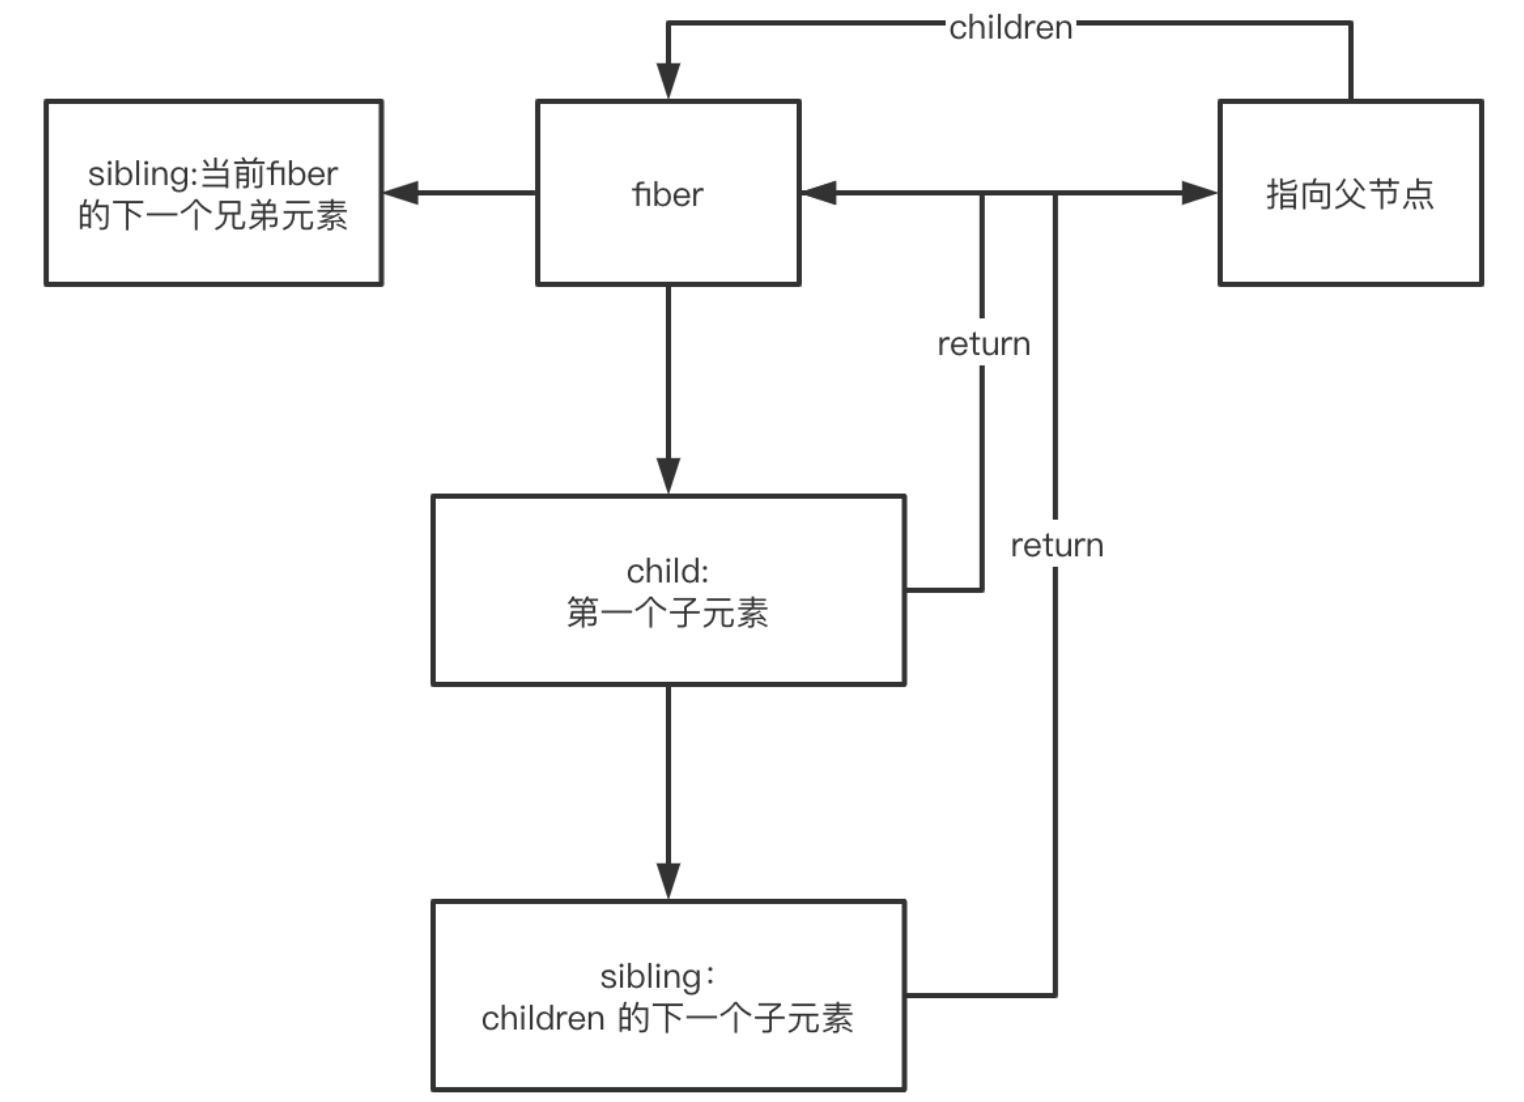 children
sibling:当前fiber
的下一个兄弟元素
fiber
指向父节点
return
return
child:
第一个子元素
sibling：
children 的下一个子元素